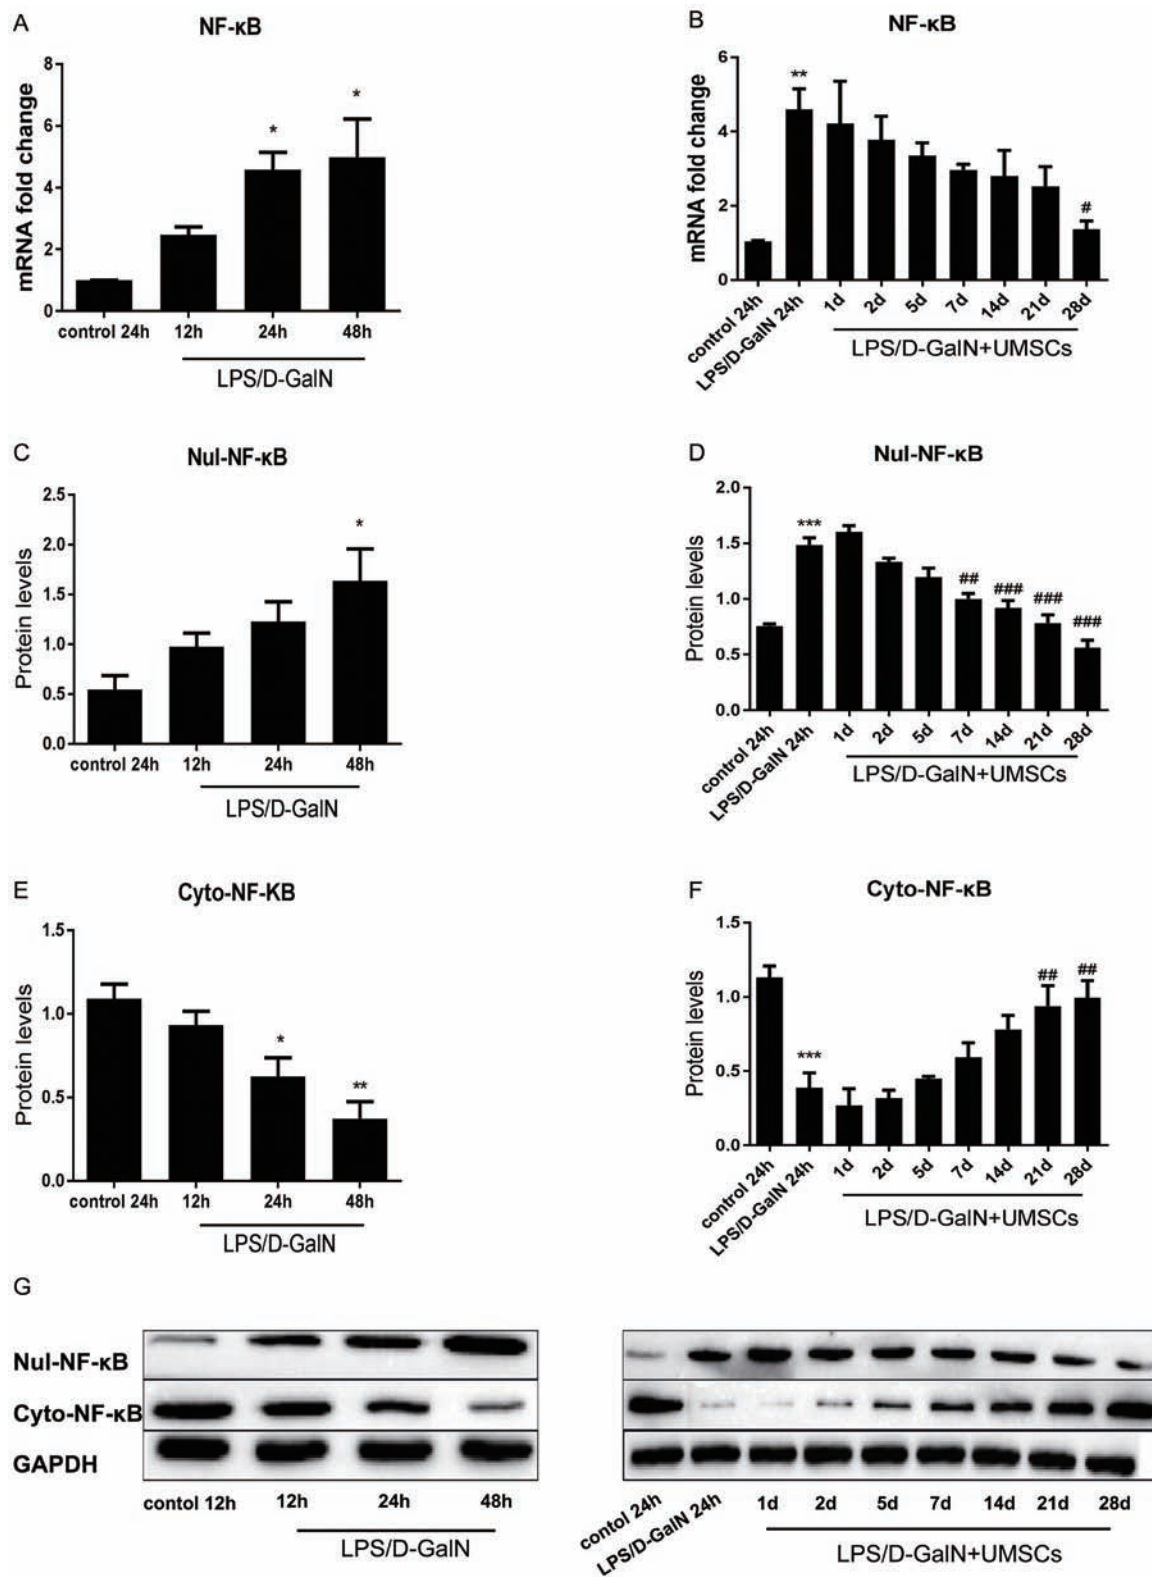 A
NF-κB
mRNA fold change
8
6
4
2
0
*
*
control 24h 12h 24h 48h
LPS/D-GalN
B
NF-κB
mRNA fold change
6
4
2
0
**
#
control 24h LPS/D-GalN 24h 1d 2d 5d 7d 14d 21d 28d
LPS/D-GalN+UMSCs
C
Nul-NF-κB
Protein levels
2.5
2.0
1.5
1.0
0.5
0.0
*
control 24h 12h 24h 48h
LPS/D-GalN
D
Nul-NF-κB
Protein levels
2.0
1.5
1.0
0.5
0.0
***
## ### ### ###
control 24h LPS/D-GalN 24h 1d 2d 5d 7d 14d 21d 28d
LPS/D-GalN+UMSCs
E
Cyto-NF-KB
Protein levels
1.5
1.0
0.5
0.0
*
**
control 24h 12h 24h 48h
LPS/D-GalN
F
Cyto-NF-κB
Protein levels
1.5
1.0
0.5
0.0
***
## ##
control 24h LPS/D-GalN 24h 1d 2d 5d 7d 14d 21d 28d
LPS/D-GalN+UMSCs
G
Nul-NF-κB
Cyto-NF-κB
GAPDH
contol 12h 12h 24h 48h
LPS/D-GalN
contol 24h LPS/D-GalN 24h 1d 2d 5d 7d 14d 21d 28d
LPS/D-GalN+UMSCs